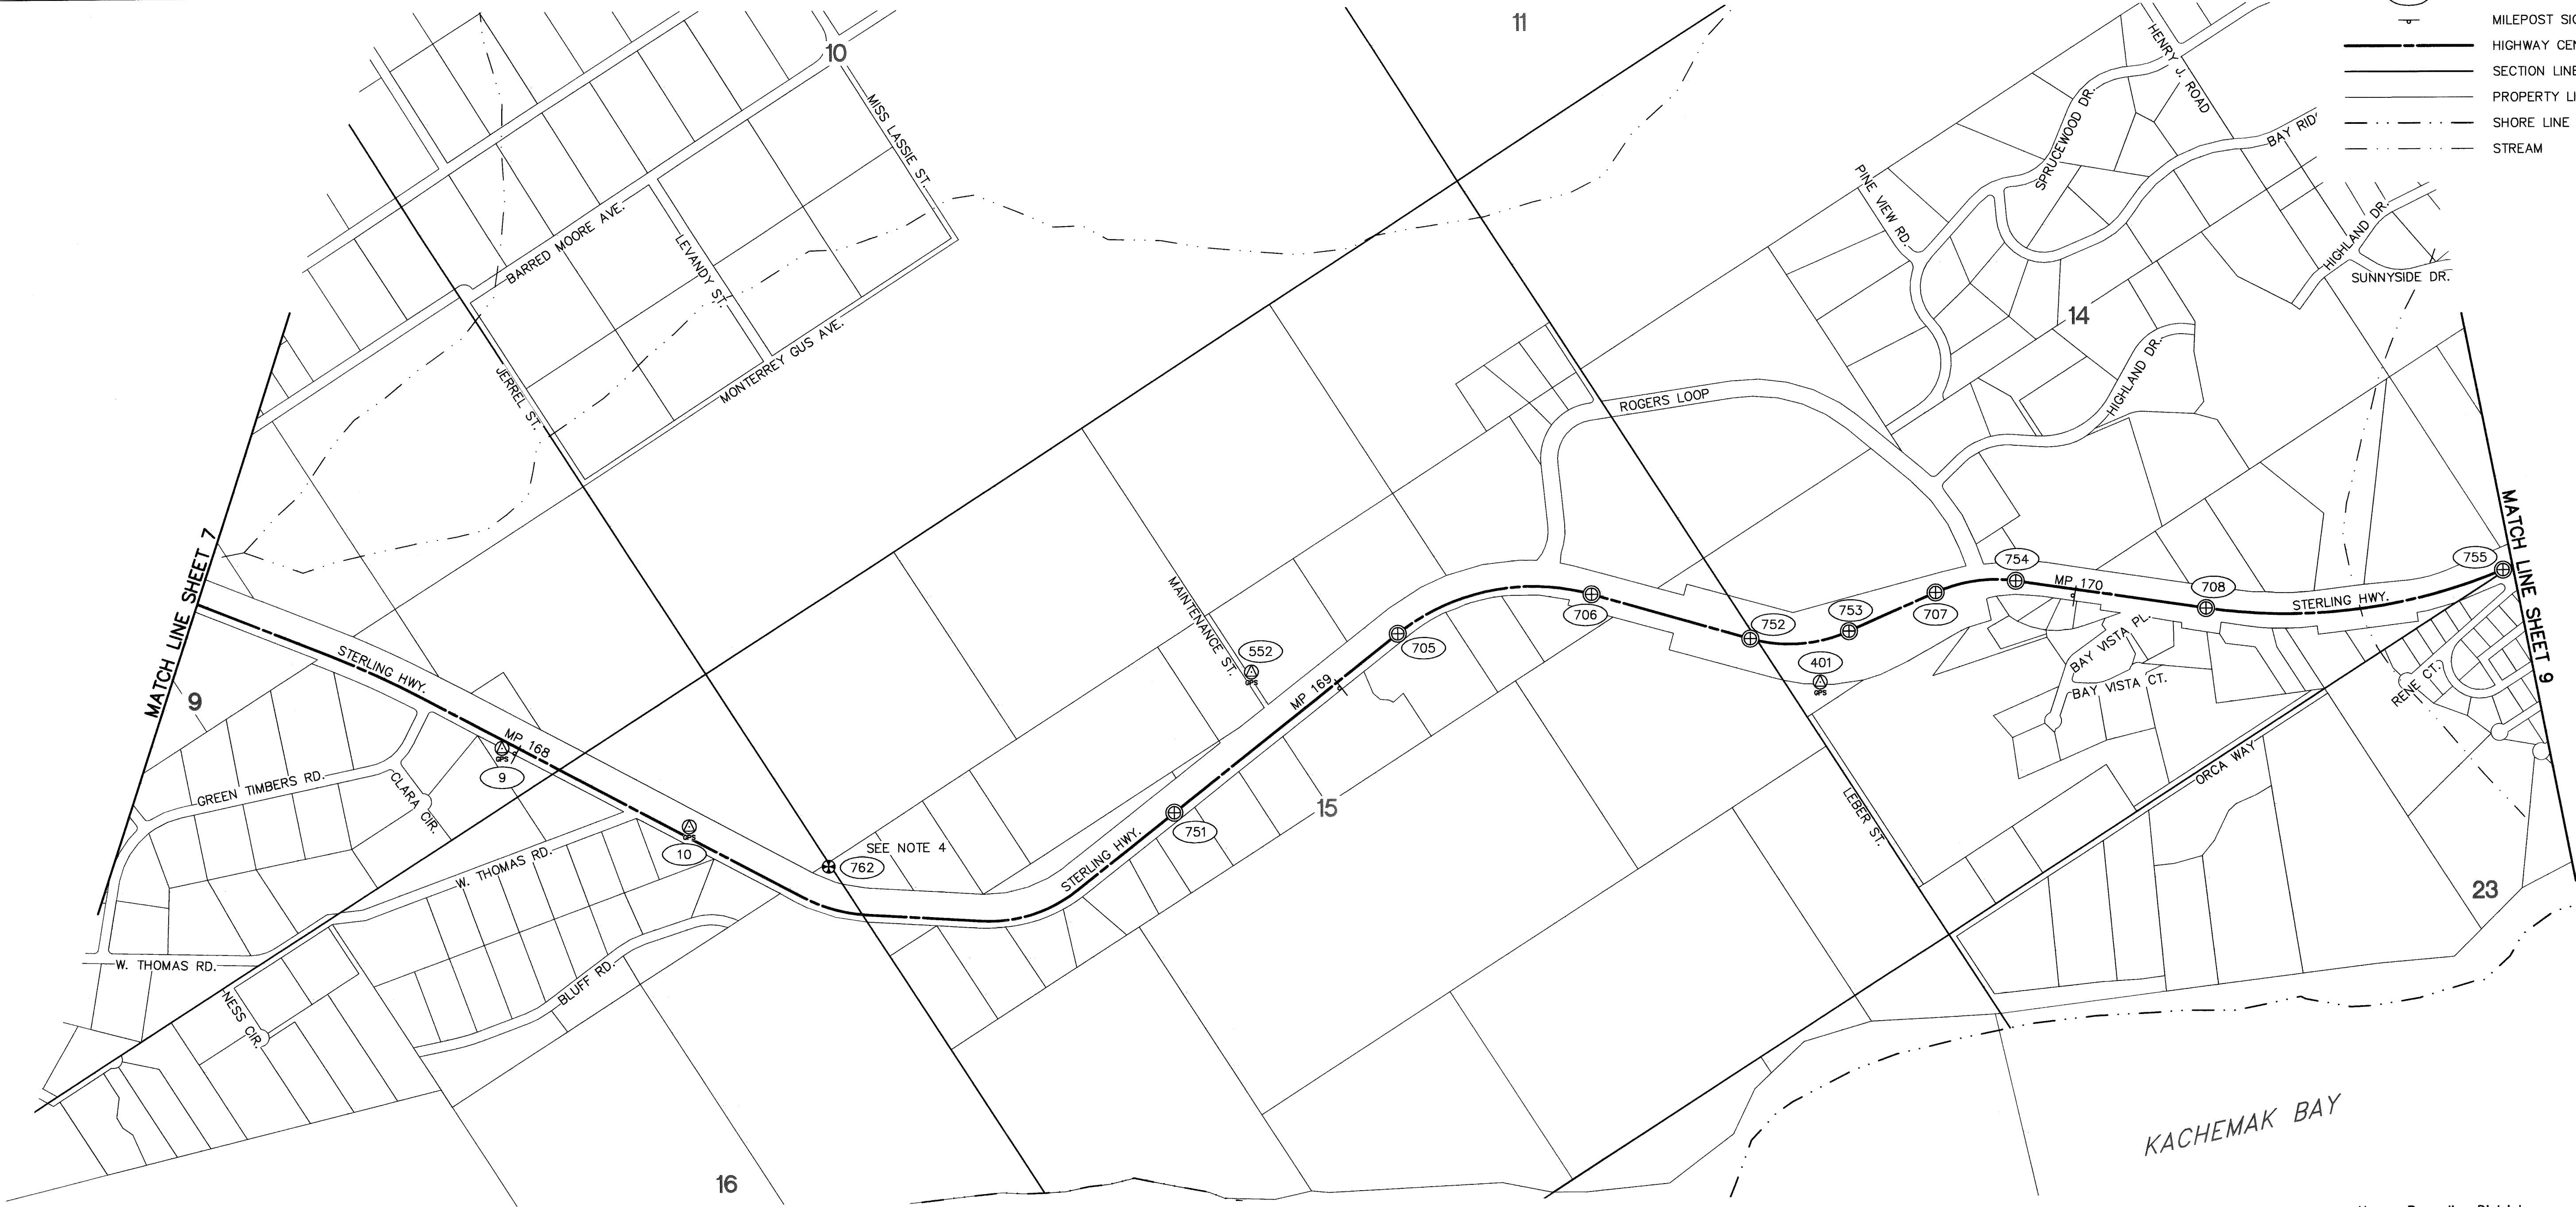 10
11
MILEPOST
HIGHWAY
SECTION LINE
PROPERTY
SHORE LINE
STREAM
HENRY J. ROAD
SPRUCEWOOD DR.
BAY
PINE VIEW RD.
HIGHLAND DR.
SUNNYSIDE DR.
MISS LASSIE ST.
BARRED MOORE AVE.
LEVANDY ST.
MONTERREY GUS AVE.
JERREL ST.
14
HIGHLAND DR.
ROGERS LOOP
MATCH LINE SHEET 7
MATCH LINE SHEET 9
9
STERLING HWY.
MP 168
9
GREEN TIMBERS RD.
CLARA CIR.
10
W. THOMAS RD.
762
SEE NOTE 4
MAINTENANCE ST.
552
GPS
MP 169
705
706
752
753
707
754
MP 170
708
755
STERLING HWY.
401
GPS
BAY VISTA PL.
BAY VISTA CT.
RENE CT.
ORCA WAY
LEBER ST.
751
STERLING HWY.
15
23
W. THOMAS RD.
NESS CIR.
BLUFF RD.
GPS
GPS
16
KACHEMAK BAY